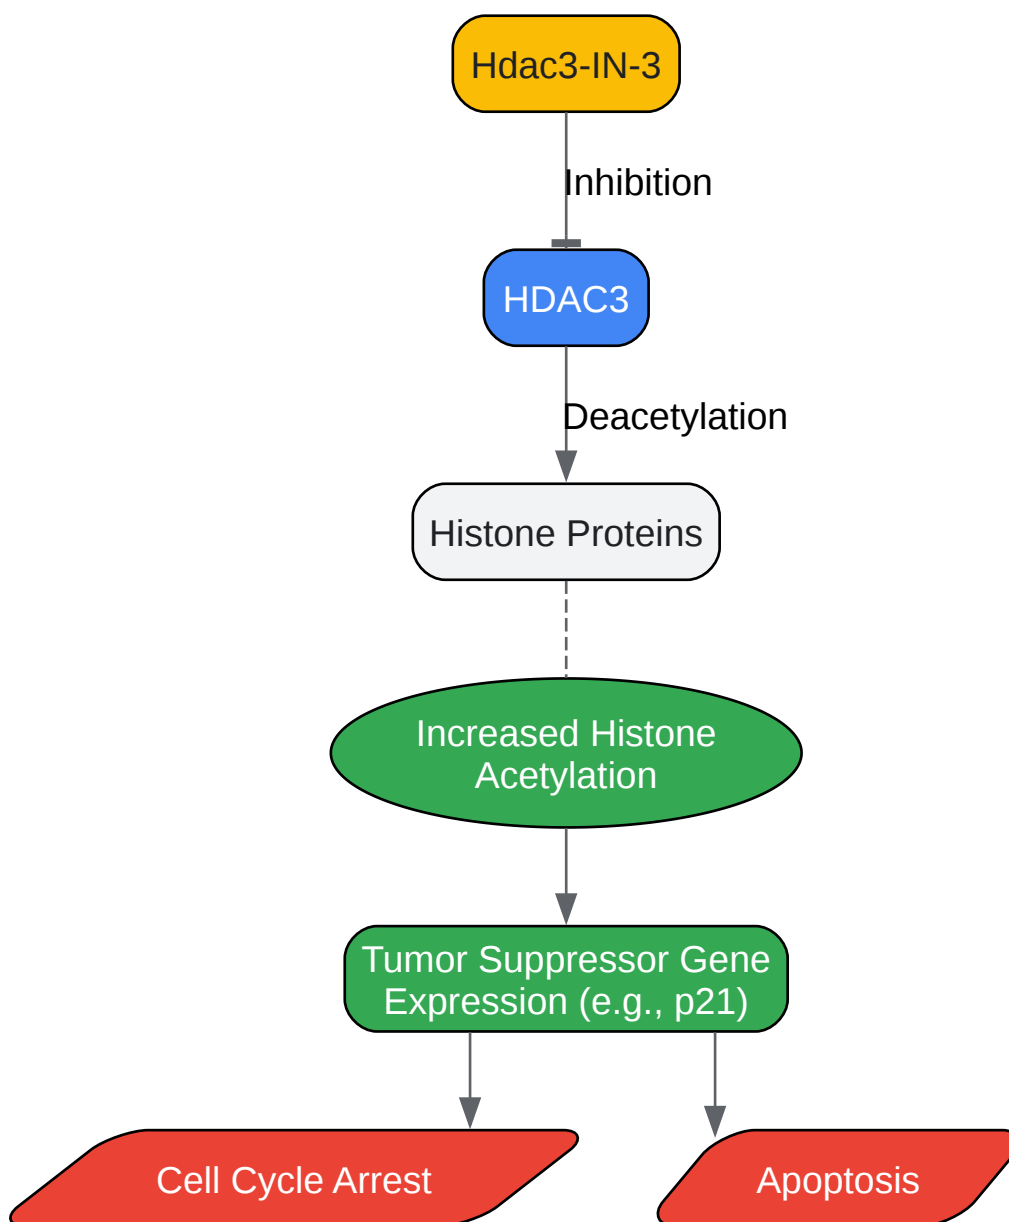 Hdac3-IN-3
Inhibition
HDAC3
Deacetylation
Histone Proteins
Increased Histone
Acetylation
Tumor Suppressor Gene
Expression (e.g., p21)
Cell Cycle Arrest
Apoptosis